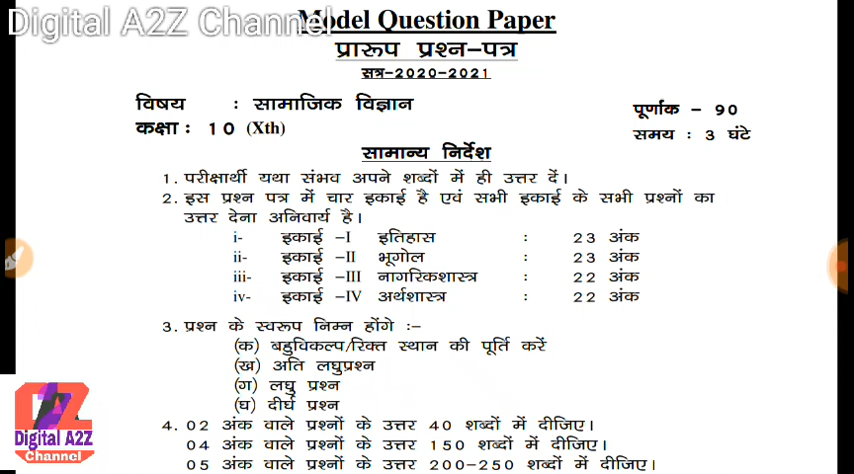 Digital A2Z Channel
Model Question Paper
प्रारूप प्रश्न–पत्र
सत्र-2020-2021
विषय : सामाजिक विज्ञान
पूर्णाक – 90
कक्षा : 10 (Xth)
समय : 3 घंटे
सामान्य निर्देश
1. परीक्षार्थी यथा संभव अपने शब्दों में ही उत्तर दें।
2. इस प्रश्न पत्र में चार इकाई है एवं सभी इकाई के सभी प्रश्नों का
उत्तर देना अनिवार्य है।
i- इकाई –I इतिहास : 23 अंक
ii- इकाई –II भूगोल : 23 अंक
iii- इकाई –III नागरिकशास्त्र : 22 अंक
iv- इकाई –IV अर्थशास्त्र : 22 अंक
3. प्रश्न के स्वरूप निम्न होंगे :–
(क) बहुविकल्प/रिक्त स्थान की पूर्ति करें
(ख) अति लघुप्रश्न
(ग) लघु प्रश्न
(घ) दीर्घ प्रश्न
4. 02 अंक वाले प्रश्नों के उत्तर 40 शब्दों में दीजिए।
04 अंक वाले प्रश्नों के उत्तर 150 शब्दों में दीजिए।
05 अंक वाले प्रश्नों के उत्तर 200–250 शब्दों में दीजिए।
Digital A2Z
Channel